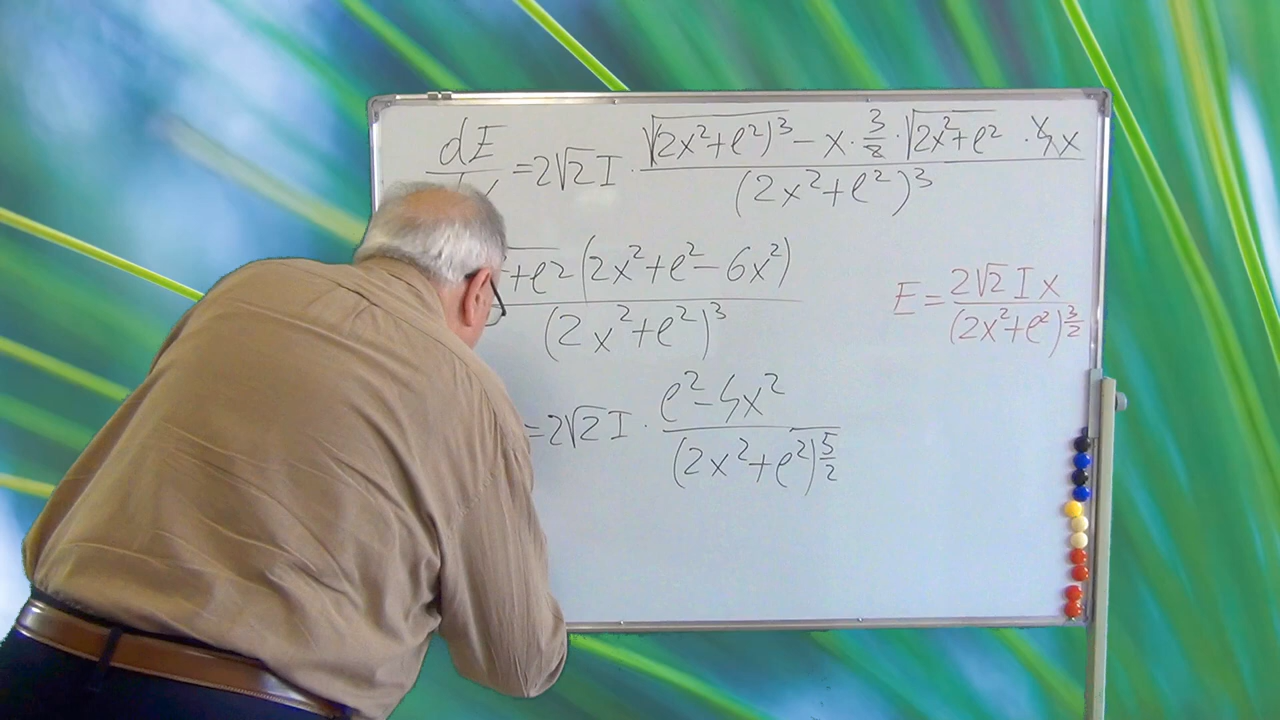 dE = 2√2 I · (√(2x²+e²)³ − x · 3/2 · √(2x²+e²) · 4x) / (2x²+e²)³
+e² (2x²+e²−6x²) / (2x²+e²)³
E = 2√2 I x / (2x²+e²)^(3/2)
= 2√2 I · (e²−4x²) / (2x²+e²)^(5/2)